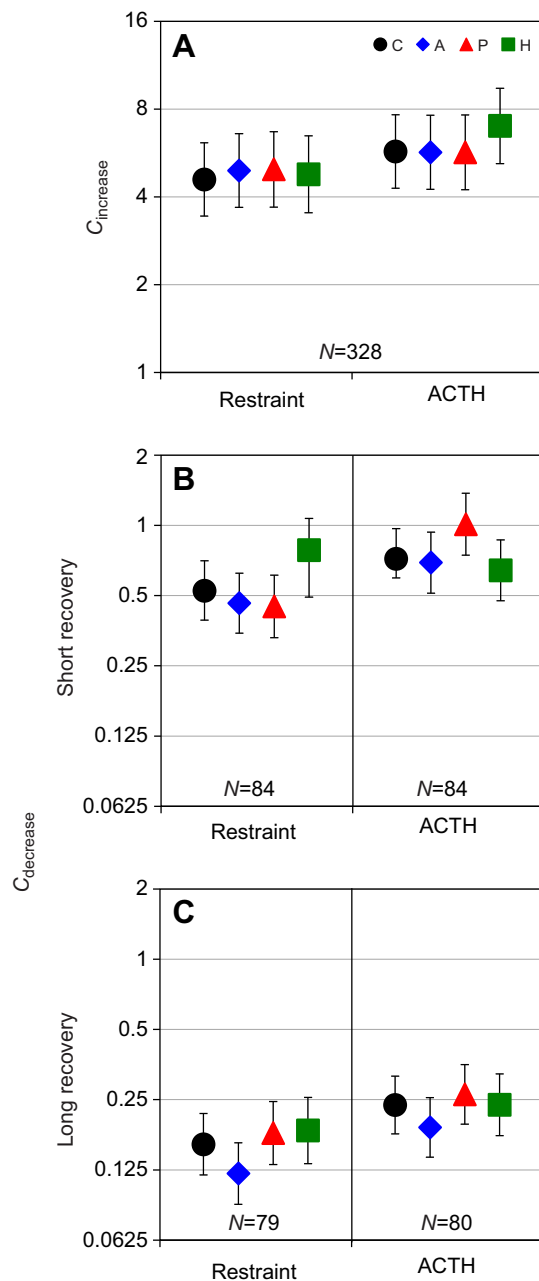 A
C A P H
16
8
4
2
1
Cincrease
N=328
Restraint ACTH
B
2
1
0.5
0.25
0.125
0.0625
Short recovery
N=84 N=84
Restraint ACTH
Cdecrease
C
2
1
0.5
0.25
0.125
0.0625
Long recovery
N=79 N=80
Restraint ACTH